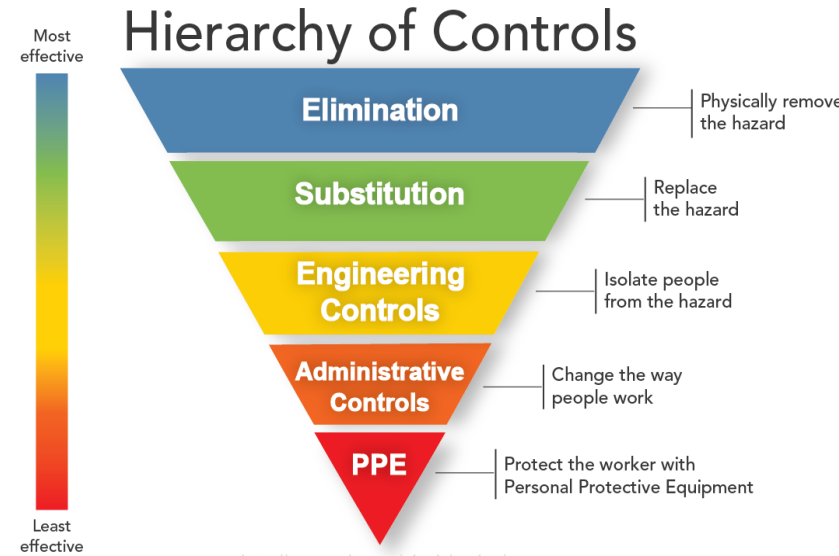 Hierarchy of Controls
Most
effective
Elimination
Physically remove
the hazard
Substitution
Replace
the hazard
Engineering
Controls
Isolate people
from the hazard
Administrative
Controls
Change the way
people work
PPE
Protect the worker with
Personal Protective Equipment
Least
effective